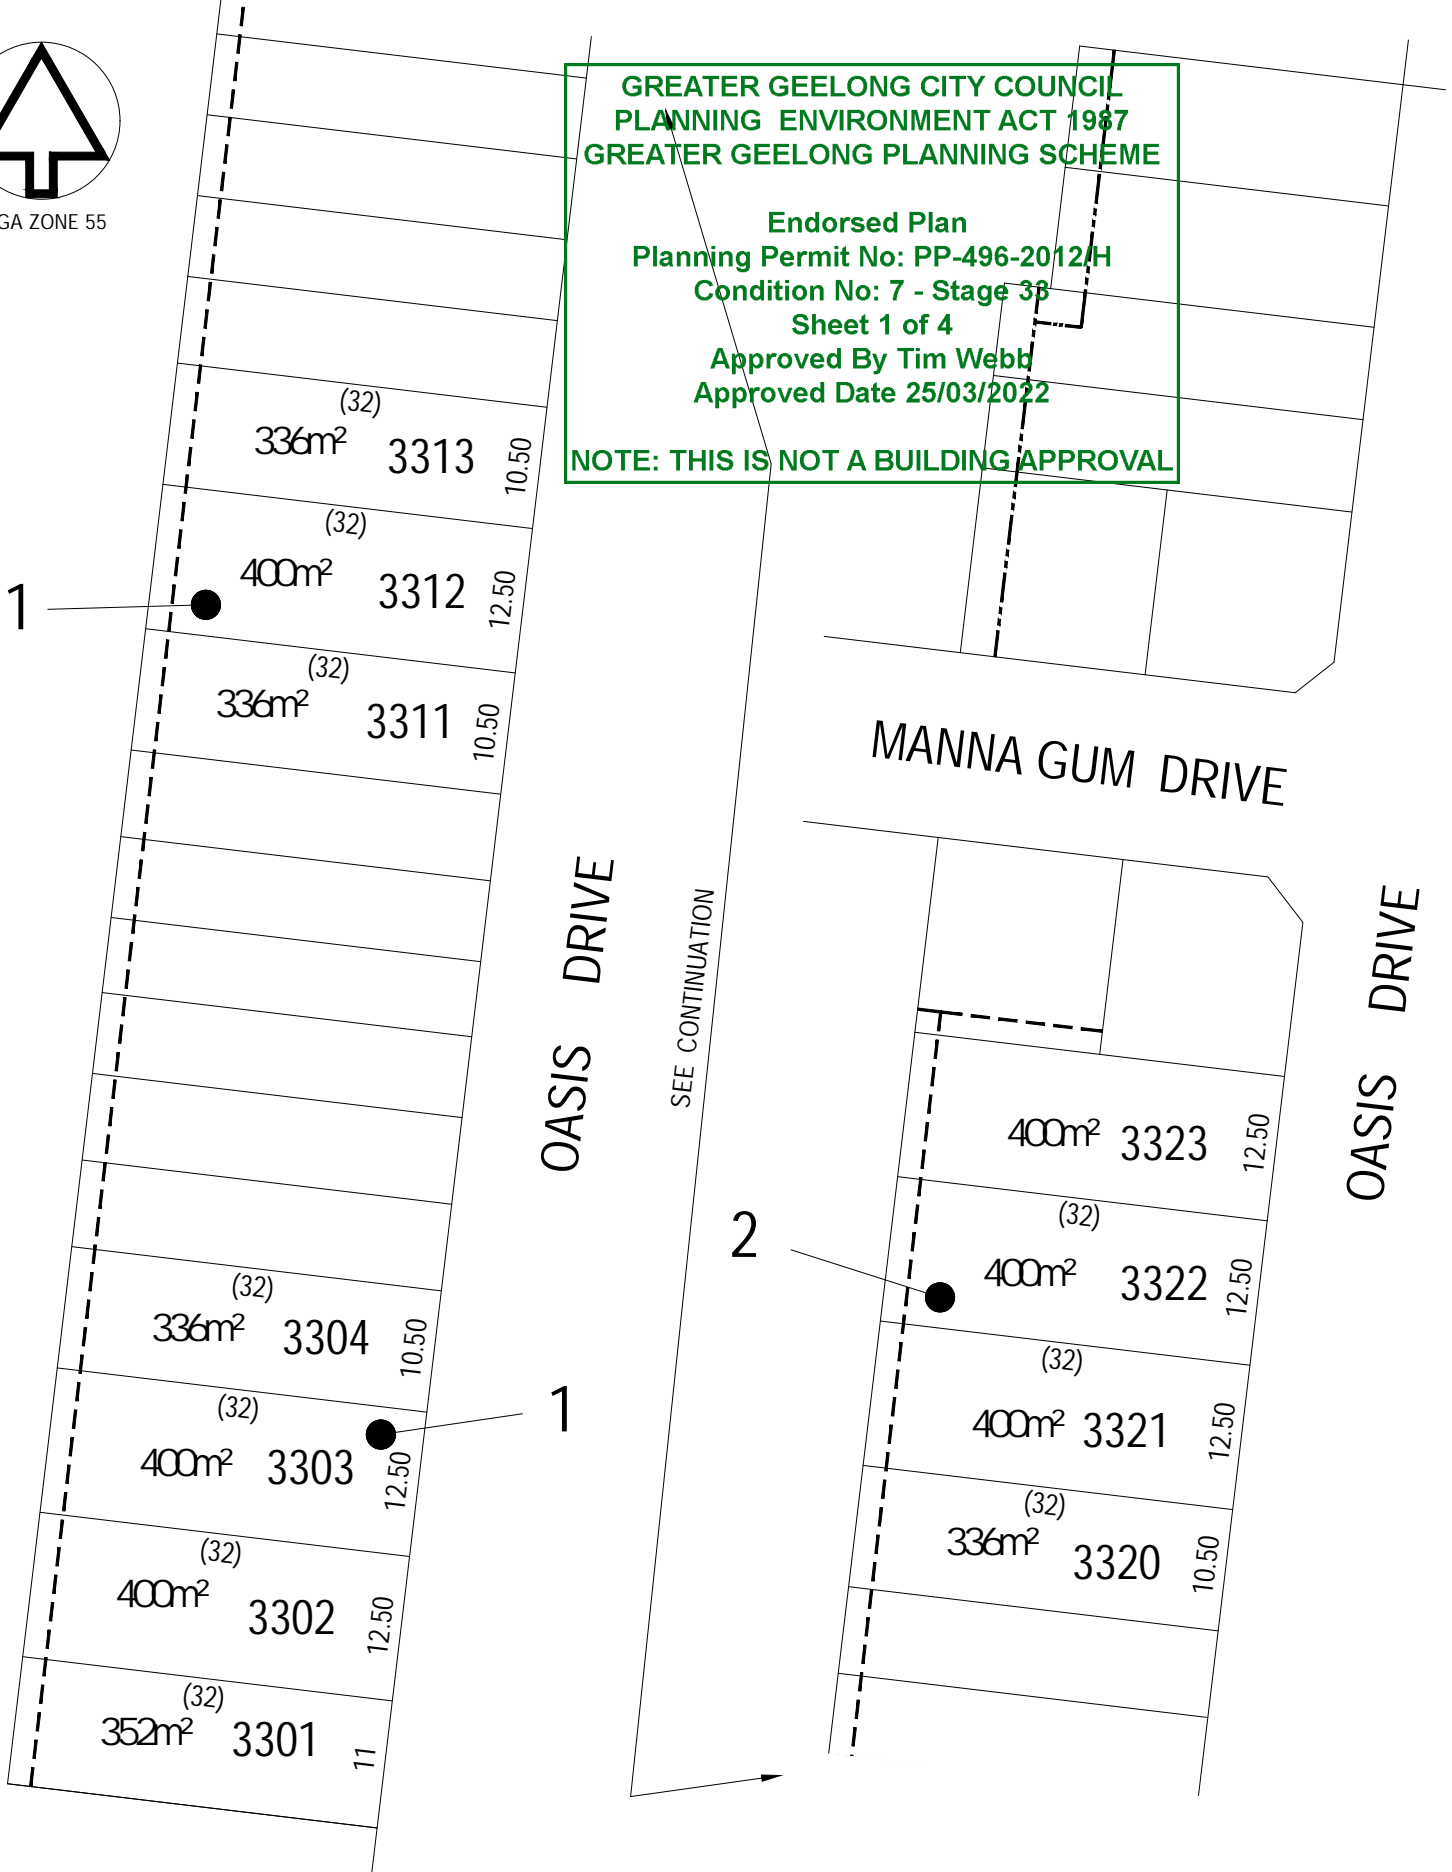 GREATER GEELONG CITY COUNCIL
PLANNING ENVIRONMENT ACT 1987
GREATER GEELONG PLANNING SCHEME
Endorsed Plan
Planning Permit No: PP-496-2012/H
Condition No: 7 - Stage 33
Sheet 1 of 4
Approved By Tim Webb
Approved Date 25/03/2022
NOTE: THIS IS NOT A BUILDING APPROVAL
GA ZONE 55
(32)
336m² 3313 10.50
(32)
400m² 3312 12.50
1
(32)
336m² 3311 10.50
MANNA GUM DRIVE
OASIS DRIVE
SEE CONTINUATION
OASIS DRIVE
(32)
336m² 3304 10.50
(32)
400m² 3303 12.50
1
(32)
400m² 3302 12.50
(32)
352m² 3301 11
400m² 3323 12.50
2
(32)
400m² 3322 12.50
(32)
400m² 3321 12.50
(32)
336m² 3320 10.50